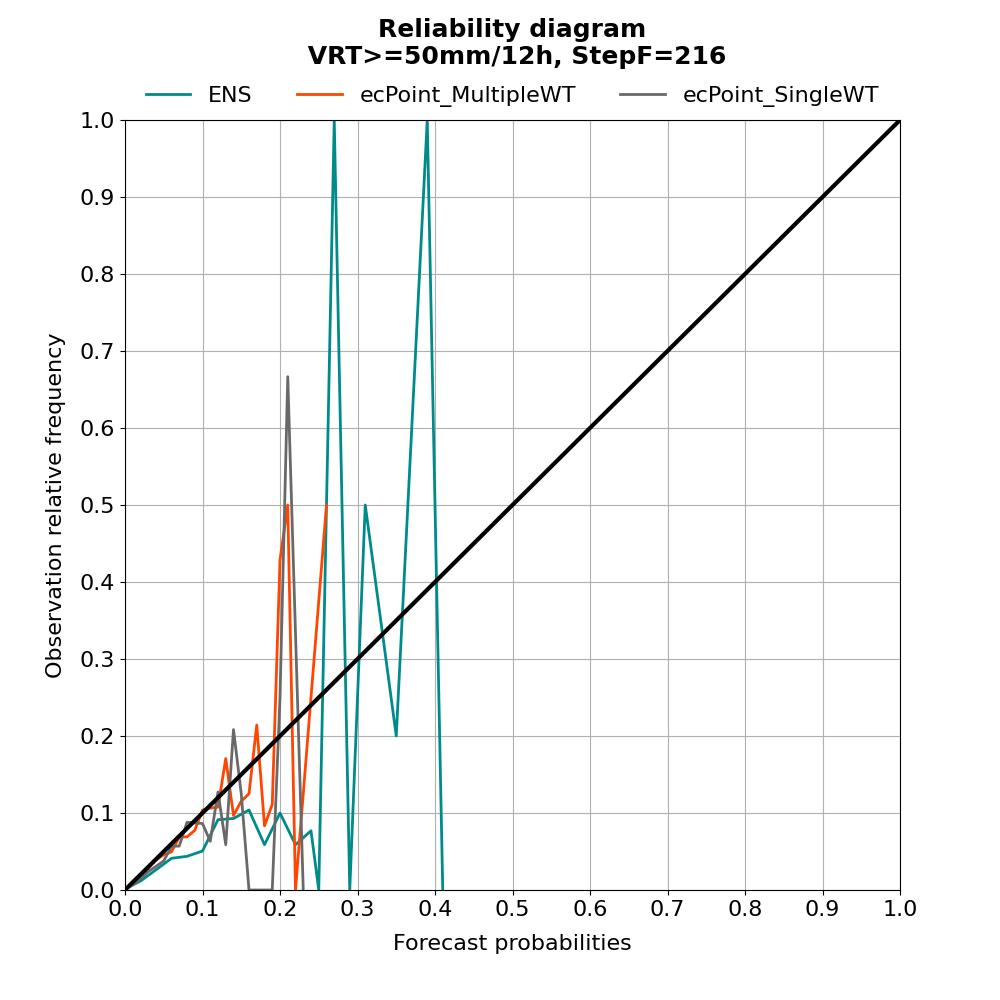 Reliability diagram
VRT>=50mm/12h, StepF=216
ENS ecPoint_MultipleWT ecPoint_SingleWT
1.0
0.9
0.8
0.7
0.6
0.5
0.4
0.3
0.2
0.1
0.0
Observation relative frequency
0.0 0.1 0.2 0.3 0.4 0.5 0.6 0.7 0.8 0.9 1.0
Forecast probabilities